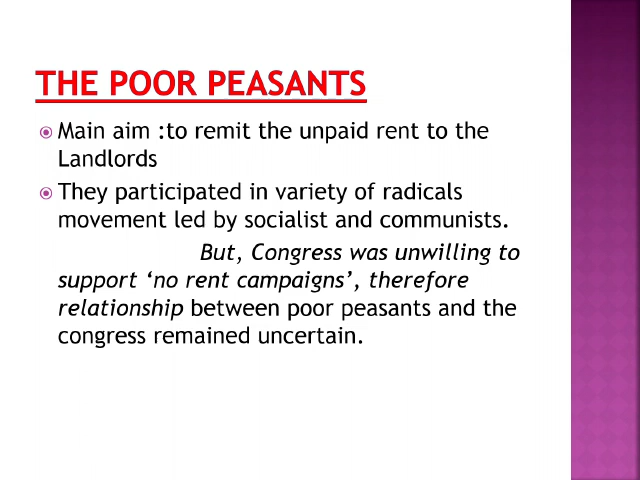 THE POOR PEASANTS
Main aim :to remit the unpaid rent to the
Landlords
They participated in variety of radicals
movement led by socialist and communists.
But, Congress was unwilling to
support ‘no rent campaigns’, therefore
relationship between poor peasants and the
congress remained uncertain.